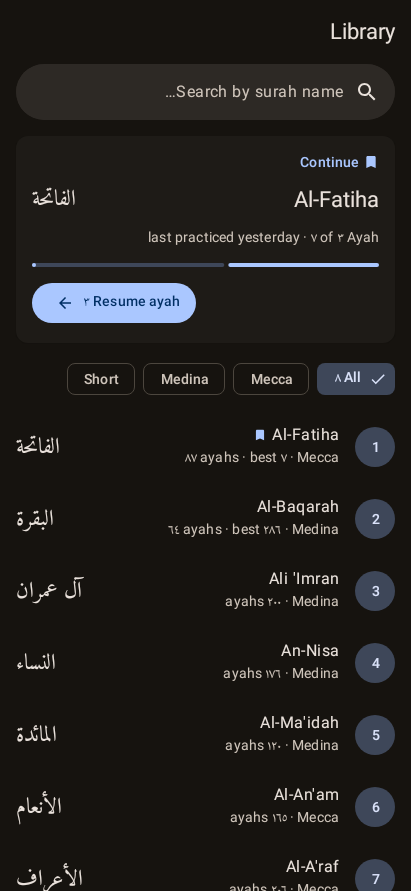 Library
Search by surah name…
Continue
Al-Fatiha
الفاتحة
Ayah ٣ of ٧ · last practiced yesterday
Resume ayah ٣
All ٨
Mecca
Medina
Short
1
Al-Fatiha
Mecca · ٧ ayahs · best ٨٧
الفاتحة
2
Al-Baqarah
Medina · ٢٨٦ ayahs · best ٦٤
البقرة
3
Ali 'Imran
Medina · ٢٠٠ ayahs
آل عمران
4
An-Nisa
Medina · ١٧٦ ayahs
النساء
5
Al-Ma'idah
Medina · ١٢٠ ayahs
المائدة
6
Al-An'am
Mecca · ١٦٥ ayahs
الأنعام
7
Al-A'raf
Mecca · ٢٠٦ ayahs
الأعراف